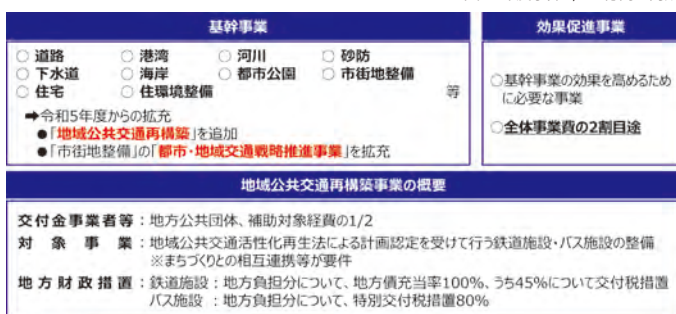 基幹事業
○ 道路 ○ 港湾 ○ 河川 ○ 砂防
○ 下水道 ○ 海岸 ○ 都市公園 ○ 市街地整備
○ 住宅 ○ 住環境整備 等
➡令和5年度からの拡充
●「地域公共交通再構築」を追加
●「市街地整備」の「都市・地域交通戦略推進事業」を拡充
効果促進事業
○基幹事業の効果を高めるため
に必要な事業
○全体事業費の2割目途
地域公共交通再構築事業の概要
交付金事業者等：地方公共団体、補助対象経費の1/2
対象事業：地域公共交通活性化再生法による計画認定を受けて行う鉄道施設・バス施設の整備
※まちづくりとの相互連携等が要件
地方財政措置：鉄道施設：地方負担分について、地方債充当率100%、うち45%について交付税措置
バス施設 ：地方負担分について、特別交付税措置80%